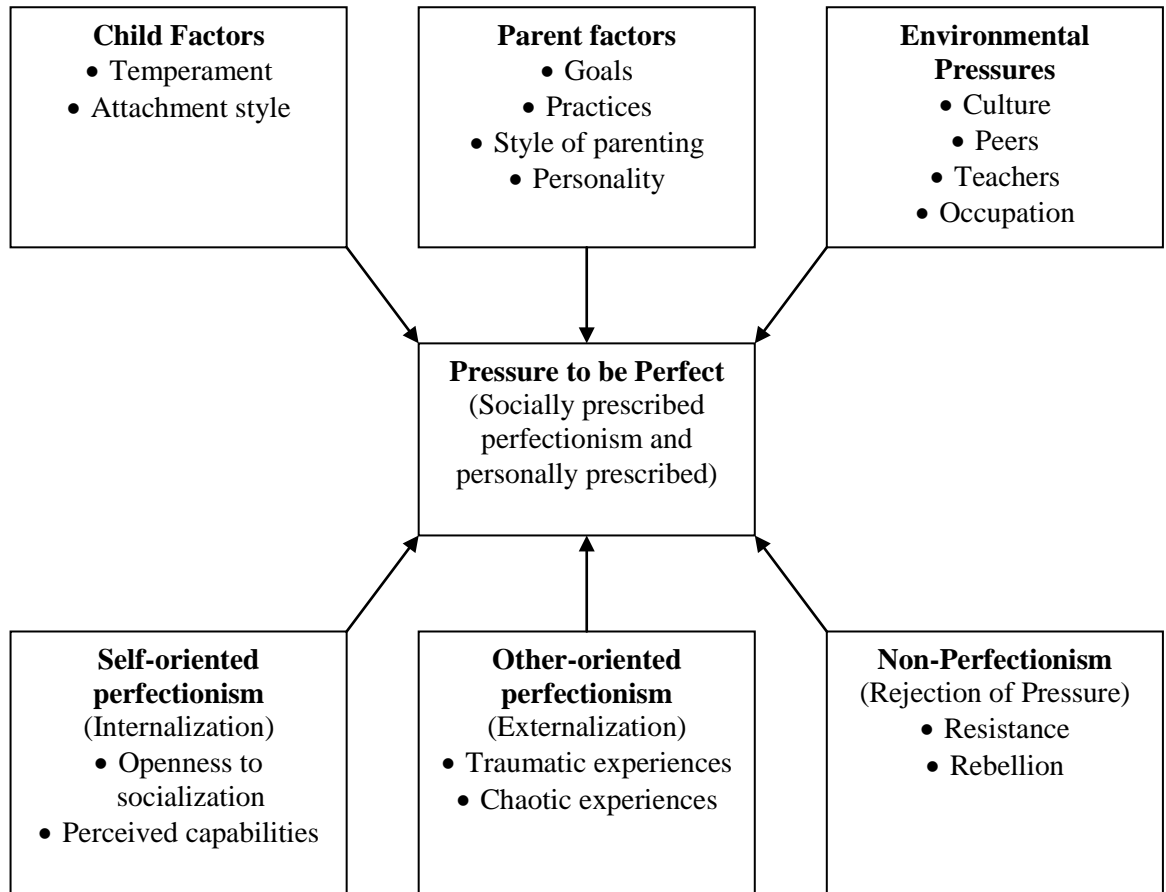 Child Factors
• Temperament
• Attachment style
Parent factors
• Goals
• Practices
• Style of parenting
• Personality
Environmental
Pressures
• Culture
• Peers
• Teachers
• Occupation
Pressure to be Perfect
(Socially prescribed
perfectionism and
personally prescribed)
Self-oriented
perfectionism
(Internalization)
• Openness to
socialization
• Perceived capabilities
Other-oriented
perfectionism
(Externalization)
• Traumatic experiences
• Chaotic experiences
Non-Perfectionism
(Rejection of Pressure)
• Resistance
• Rebellion